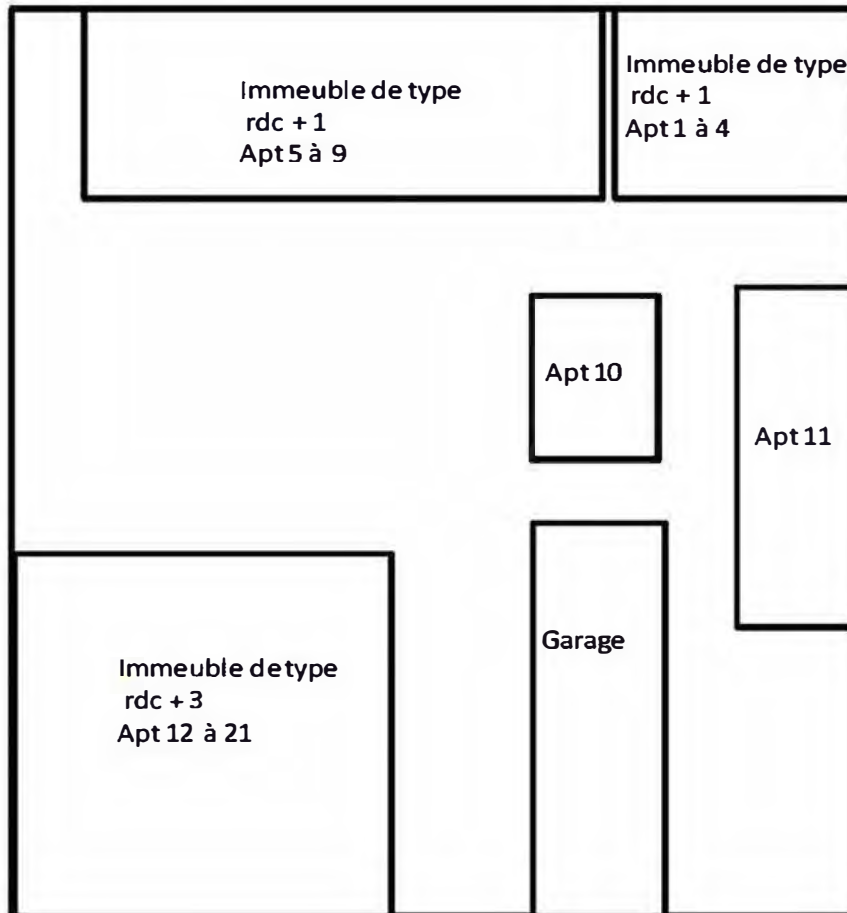 Immeuble de type
rdc + 1
Apt 5 à 9
Immeuble de type
rdc + 1
Apt 1 à 4
Apt 10
Apt 11
Garage
Immeuble de type
rdc + 3
Apt 12 à 21